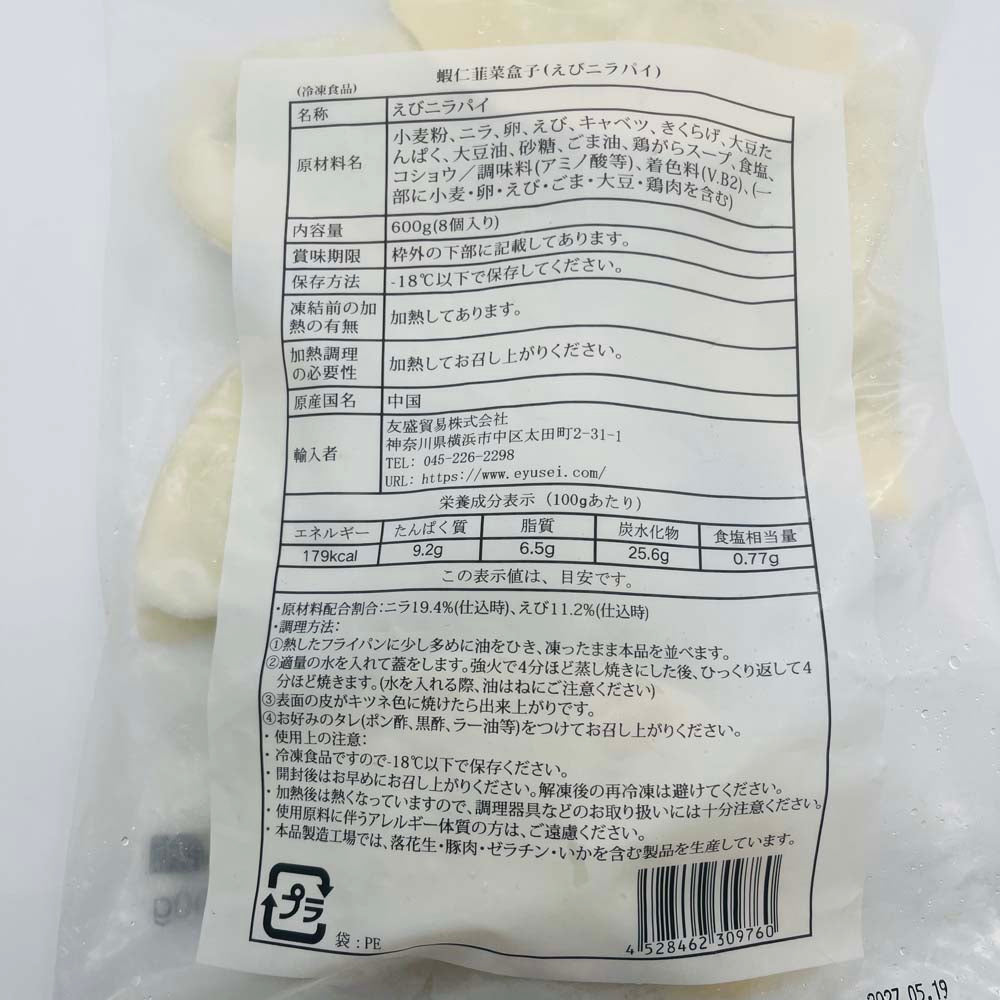 蝦仁韮菜盒子(えびニラパイ)
(冷凍食品)
名称 えびニラパイ
原材料名 小麦粉、ニラ、卵、えび、キャベツ、きくらげ、大豆た
んぱく、大豆油、砂糖、ごま油、鶏がらスープ、食塩、
コショウ／調味料(アミノ酸等)、着色料(V.B2)、(一
部に小麦・卵・えび・ごま・大豆・鶏肉を含む)
内容量 600g(8個入り)
賞味期限 枠外の下部に記載してあります。
保存方法 -18℃以下で保存してください。
凍結前の加
熱の有無 加熱してあります。
加熱調理
の必要性 加熱してお召し上がりください。
原産国名 中国
輸入者 友盛貿易株式会社
神奈川県横浜市中区太田町2-31-1
TEL: 045-226-2298
URL: https://www.eyusei.com/
栄養成分表示 (100gあたり)
エネルギー たんぱく質 脂質 炭水化物 食塩相当量
179kcal 9.2g 6.5g 25.6g 0.77g
この表示値は、目安です。
・原材料配合割合:ニラ19.4%(仕込時)、えび11.2%(仕込時)
・調理方法:
①熱したフライパンに少し多めに油をひき、凍ったまま本品を並べます。
②適量の水を入れて蓋をします。強火で4分ほど蒸し焼きにした後、ひっくり返して4
分ほど焼きます。(水を入れる際、油はねにご注意ください)
③表面の皮がキツネ色に焼けたら出来上がりです。
④お好みのタレ(ポン酢、黒酢、ラー油等)をつけてお召し上がりください。
・使用上の注意:
・冷凍食品ですので-18℃以下で保存ください。
・開封後はお早めにお召し上がりください。解凍後の再冷凍は避けてください。
・加熱後は熱くなっていますので、調理器具などのお取り扱いには十分注意ください。
・使用原料に伴うアレルギー体質の方は、ご遠慮ください。
・本品製造工場では、落花生・豚肉・ゼラチン・いかを含む製品を生産しています。
プラ
袋:PE
4 528462 309760
2027.05.19